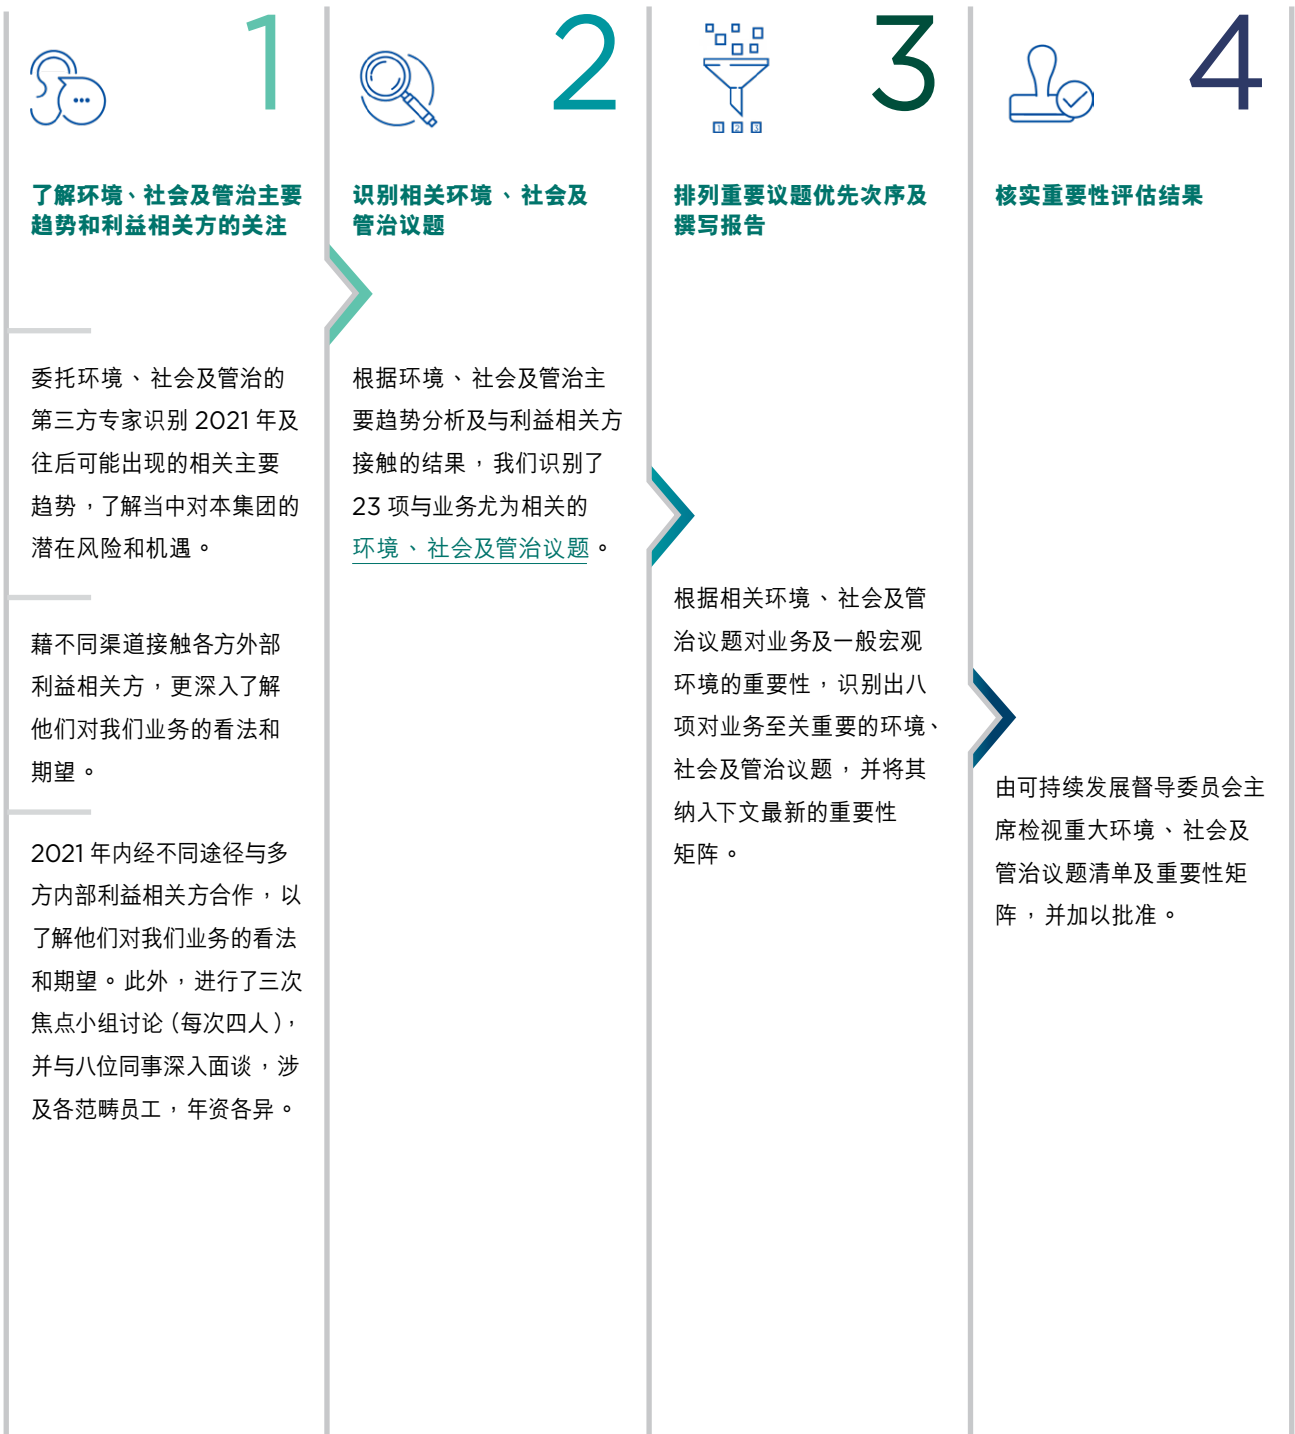 1
了解环境、社会及管治主要
趋势和利益相关方的关注
委托环境、社会及管治的
第三方专家识别 2021 年及
往后可能出现的相关主要
趋势，了解当中对本集团的
潜在风险和机遇。
藉不同渠道接触各方外部
利益相关方，更深入了解
他们对我们业务的看法和
期望。
2021 年内经不同途径与多
方内部利益相关方合作，以
了解他们对我们业务的看法
和期望。此外，进行了三次
焦点小组讨论（每次四人），
并与八位同事深入面谈，涉
及各范畴员工，年资各异。
2
识别相关环境、社会及
管治议题
根据环境、社会及管治主
要趋势分析及与利益相关方
接触的结果，我们识别了
23 项与业务尤为相关的
环境、社会及管治议题。
3
1 2 3
排列重要议题优先次序及
撰写报告
根据相关环境、社会及管
治议题对业务及一般宏观
环境的重要性，识别出八
项对业务至关重要的环境、
社会及管治议题，并将其
纳入下文最新的重要性
矩阵。
4
核实重要性评估结果
由可持续发展督导委员会主
席检视重大环境、社会及
管治议题清单及重要性矩
阵，并加以批准。